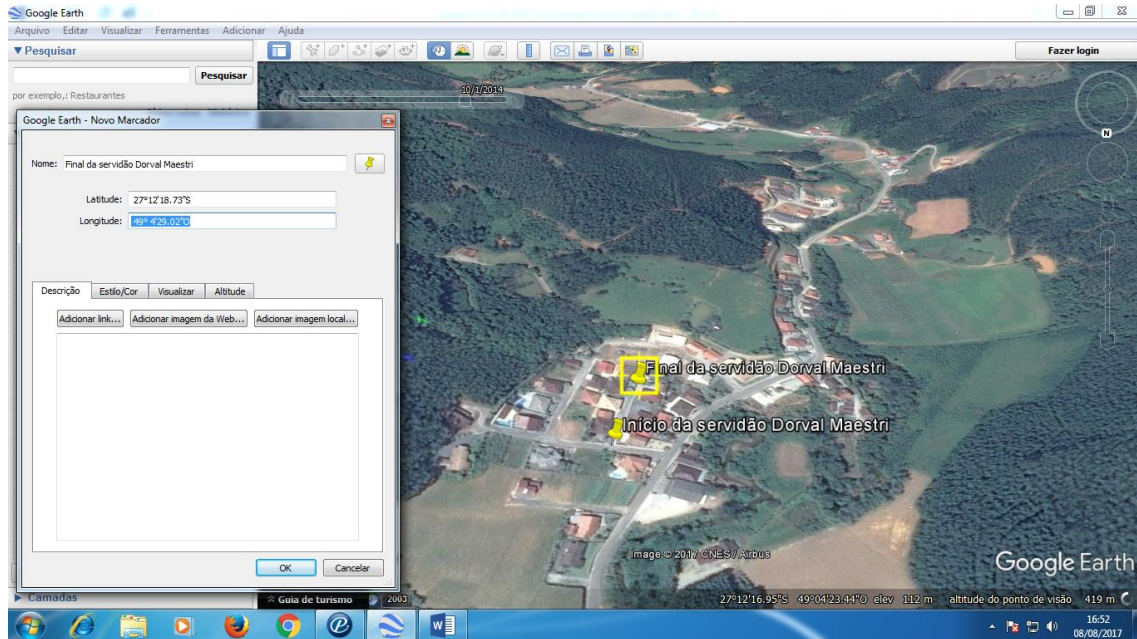 Google Earth
Arquivo Editar Visualizar Ferramentas Adicionar Ajuda
▼ Pesquisar
Fazer login
Pesquisar
por exemplo,: Restaurantes
10/1/2014
Google Earth - Novo Marcador
N
Nome: Final da servidão Dorval Maestri
Latitude: 27°12'18.73"S
Longitude: 49° 4'29.02"O
Descrição Estilo/Cor Visualizar Altitude
Adicionar link... Adicionar imagem da Web... Adicionar imagem local...
Final da servidão Dorval Maestri
Início da servidão Dorval Maestri
Image © 2017 CNES / Airbus
Google Earth
OK Cancelar
Camadas
Guia de turismo 2003
27°12'16.95"S 49°04'23.44"O elev 112 m altitude do ponto de visão 419 m
16:52
08/08/2017